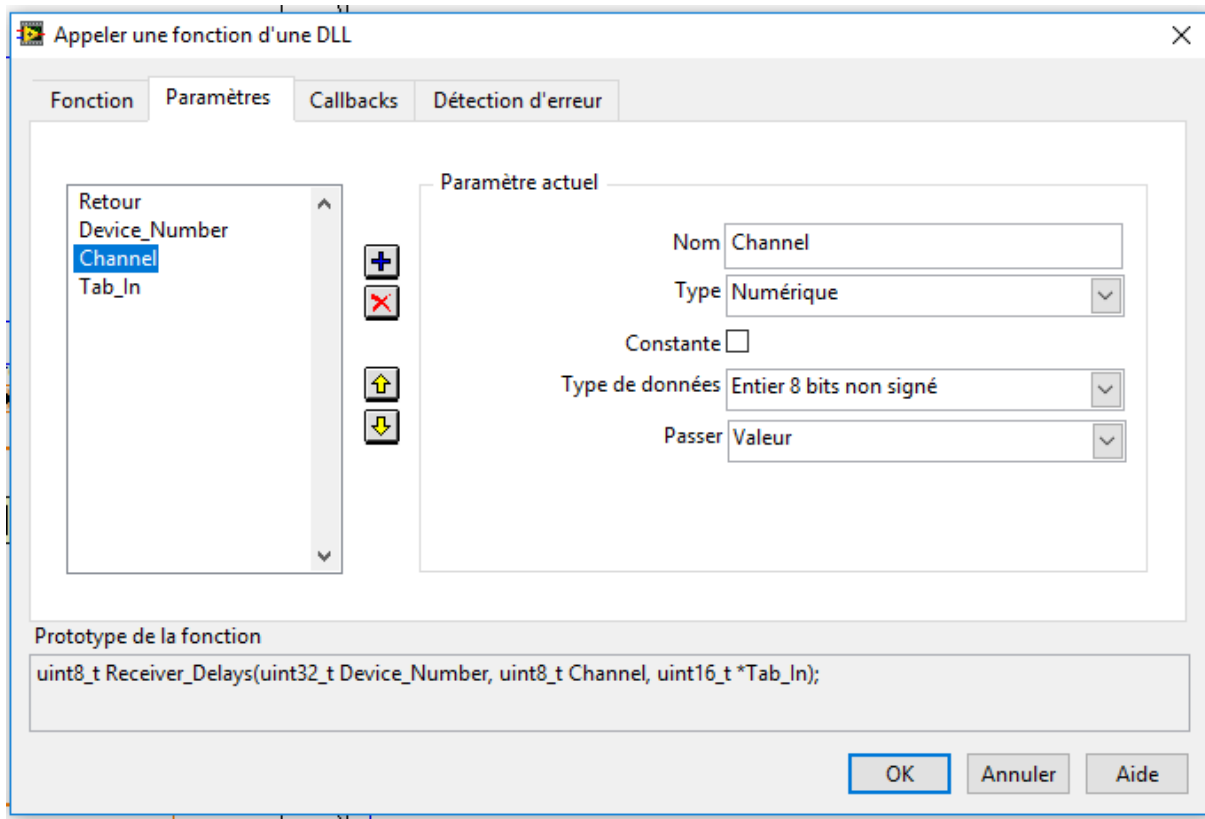 Appeler une fonction d'une DLL
Fonction Paramètres Callbacks Détection d'erreur
Retour
Device_Number
Channel
Tab_In
Paramètre actuel
Nom Channel
Type Numérique
Constante
Type de données Entier 8 bits non signé
Passer Valeur
Prototype de la fonction
uint8_t Receiver_Delays(uint32_t Device_Number, uint8_t Channel, uint16_t *Tab_In);
OK Annuler Aide